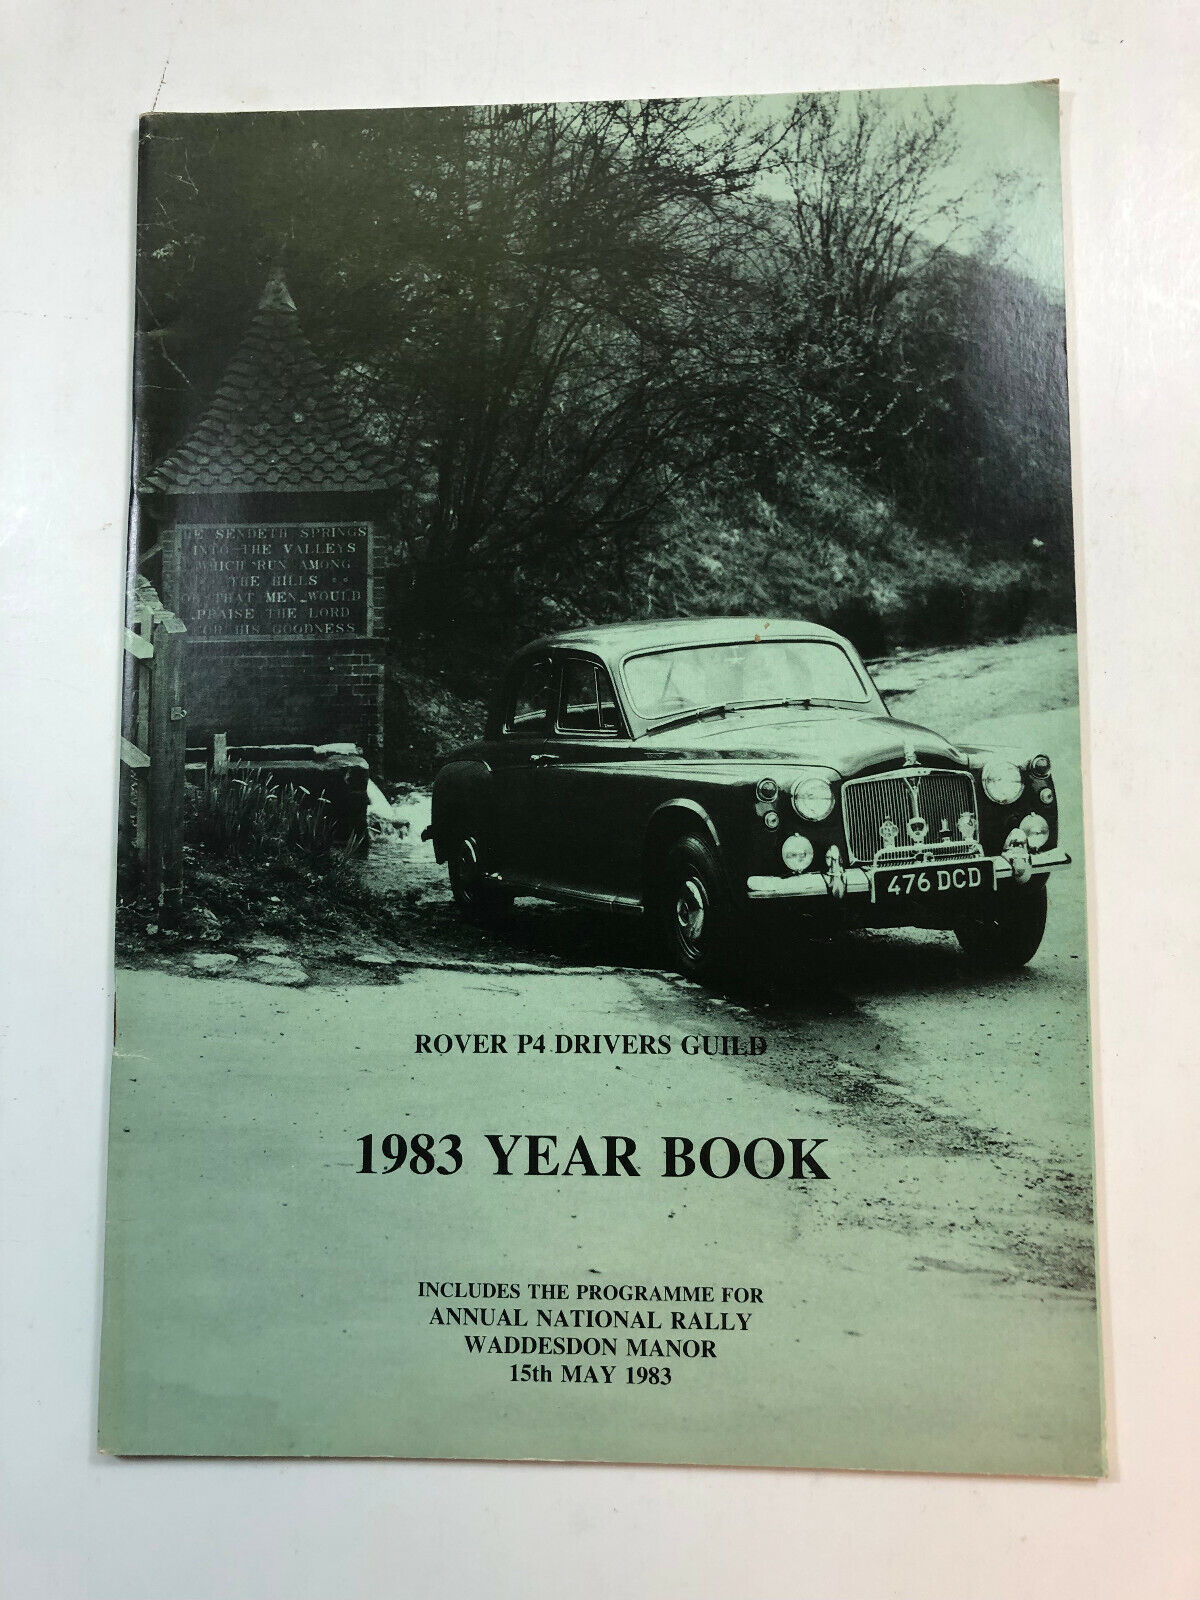 HE SENDETH SPRINGS
INTO THE VALLEYS
WHICH RUN AMONG
THE HILLS
THAT MEN WOULD
PRAISE THE LORD
FOR HIS GOODNESS
476 DCD
ROVER P4 DRIVERS GUILD
1983 YEAR BOOK
INCLUDES THE PROGRAMME FOR
ANNUAL NATIONAL RALLY
WADDESDON MANOR
15th MAY 1983